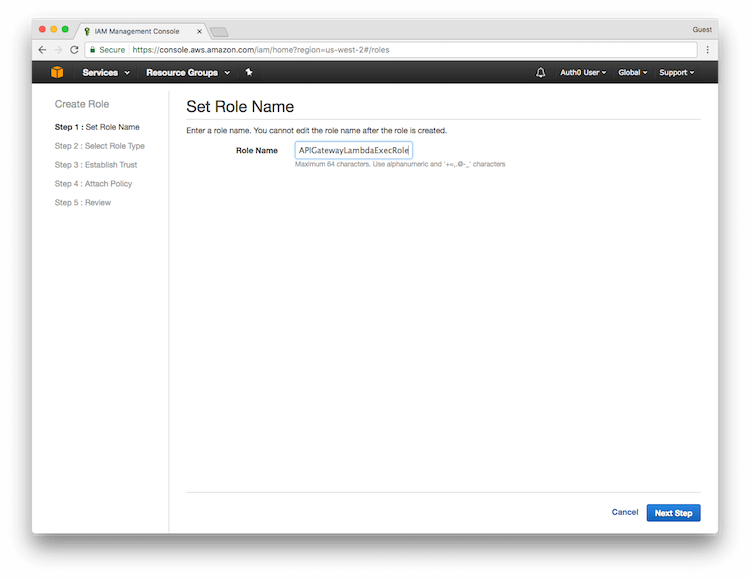 IAM Management Console
Guest
Secure https://console.aws.amazon.com/iam/home?region=us-west-2#/roles
Services Resource Groups Auth0 User Global Support
Create Role
Step 1 : Set Role Name
Step 2 : Select Role Type
Step 3 : Establish Trust
Step 4 : Attach Policy
Step 5 : Review
Set Role Name
Enter a role name. You cannot edit the role name after the role is created.
Role Name APIGatewayLambdaExecRole
Maximum 64 characters. Use alphanumeric and '+=,.@-_' characters
Cancel Next Step